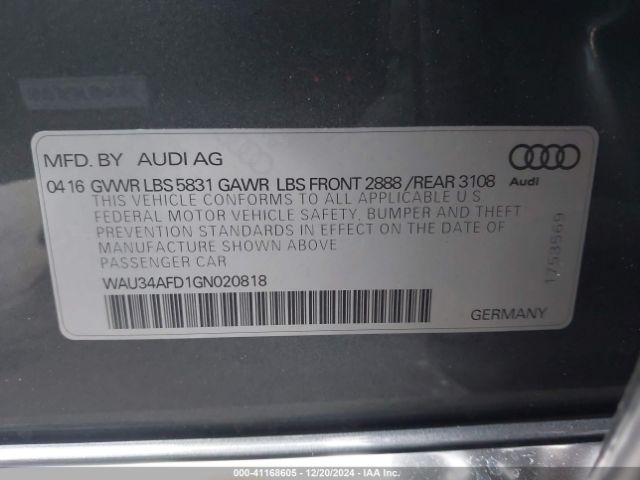 MFD. BY AUDI AG
0416 GVWR LBS 5831 GAWR LBS FRONT 2888 /REAR 3108
Audi
THIS VEHICLE CONFORMS TO ALL APPLICABLE U S
FEDERAL MOTOR VEHICLE SAFETY, BUMPER AND THEFT
PREVENTION STANDARDS IN EFFECT ON THE DATE OF
MANUFACTURE SHOWN ABOVE
PASSENGER CAR
1753569
WAU34AFD1GN020818
GERMANY
000-41168605 - 12/20/2024 - IAA Inc.